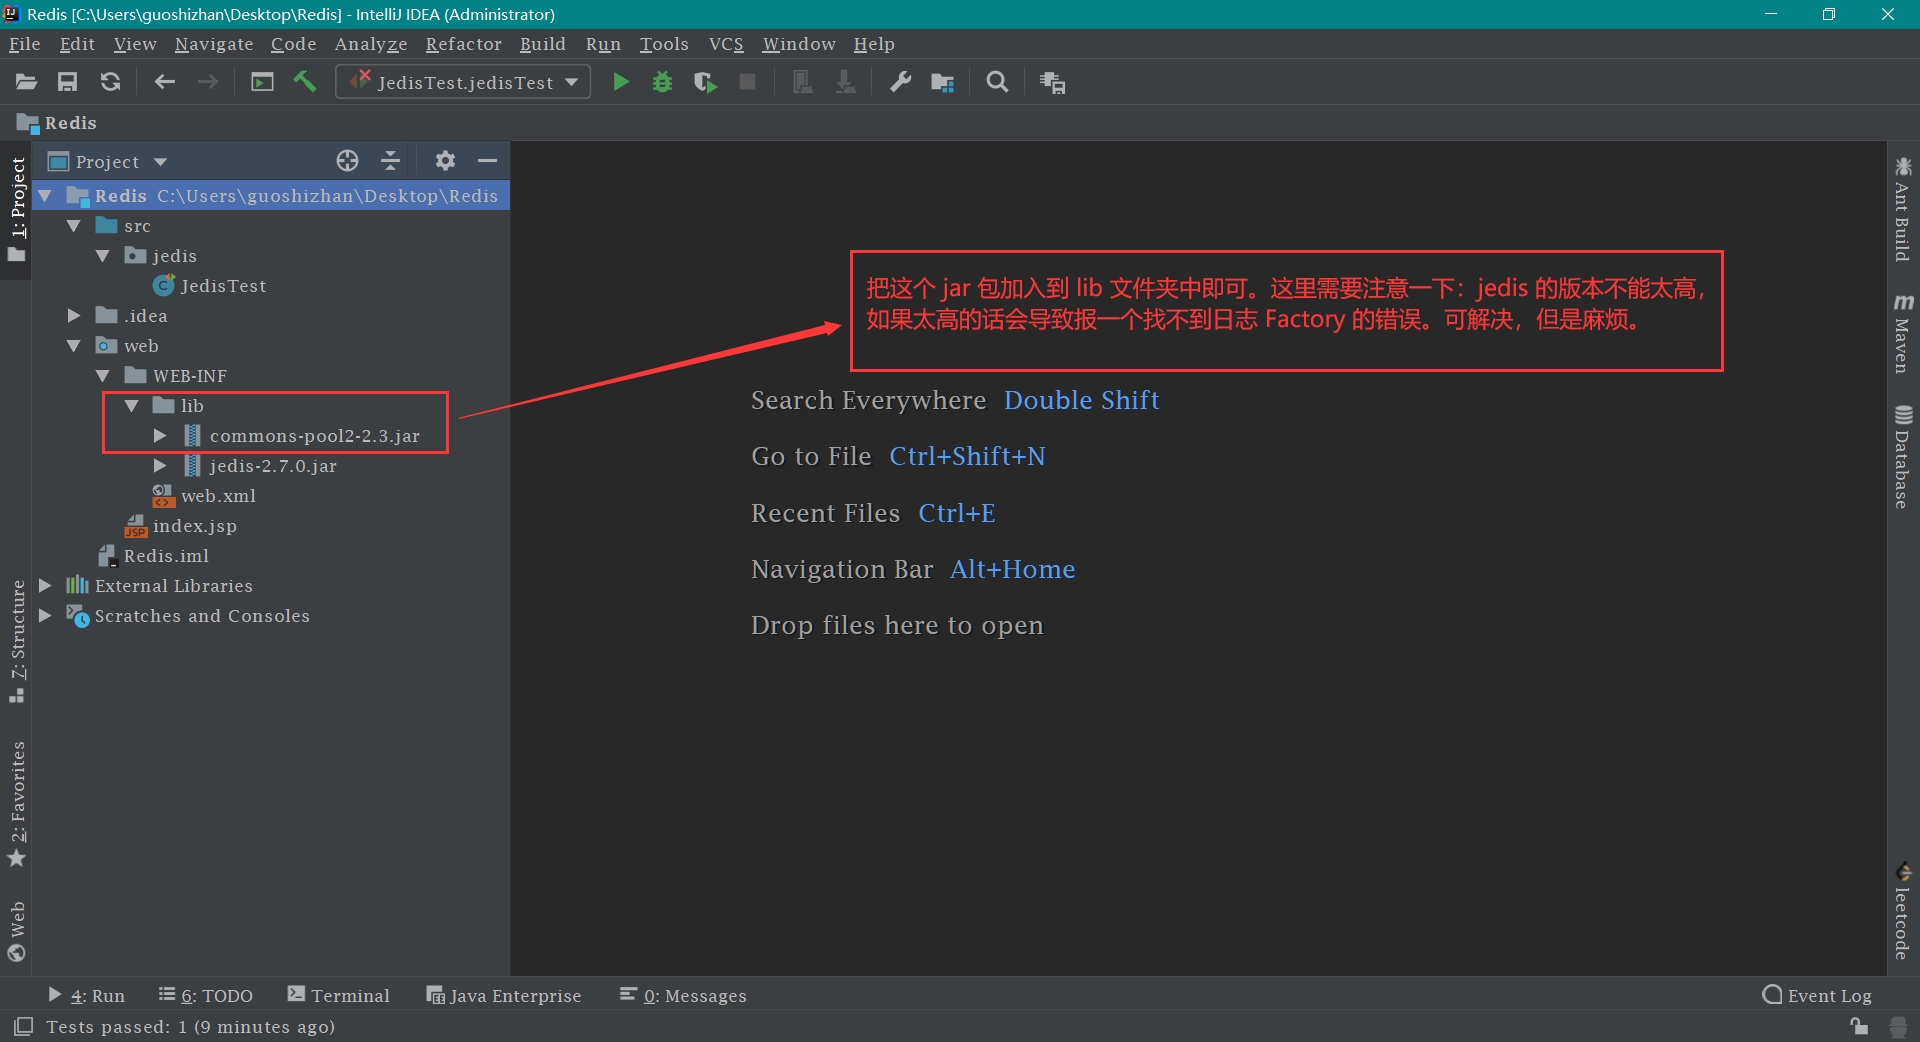 Redis [C:\Users\guoshizhan\Desktop\Redis] - IntelliJ IDEA (Administrator)
File Edit View Navigate Code Analyze Refactor Build Run Tools VCS Window Help
JedisTest.jedisTest
Redis
Project
1: Project
Redis C:\Users\guoshizhan\Desktop\Redis
src
jedis
C JedisTest
.idea
web
WEB-INF
lib
commons-pool2-2.3.jar
jedis-2.7.0.jar
web.xml
JSP index.jsp
Redis.iml
External Libraries
Scratches and Consoles
7: Structure
2: Favorites
Web
把这个 jar 包加入到 lib 文件夹中即可。这里需要注意一下：jedis 的版本不能太高，
如果太高的话会导致报一个找不到日志 Factory 的错误。可解决，但是麻烦。
Search Everywhere Double Shift
Go to File Ctrl+Shift+N
Recent Files Ctrl+E
Navigation Bar Alt+Home
Drop files here to open
Ant Build
m Maven
Database
leetcode
4: Run 6: TODO Terminal Java Enterprise 0: Messages Event Log
Tests passed: 1 (9 minutes ago)